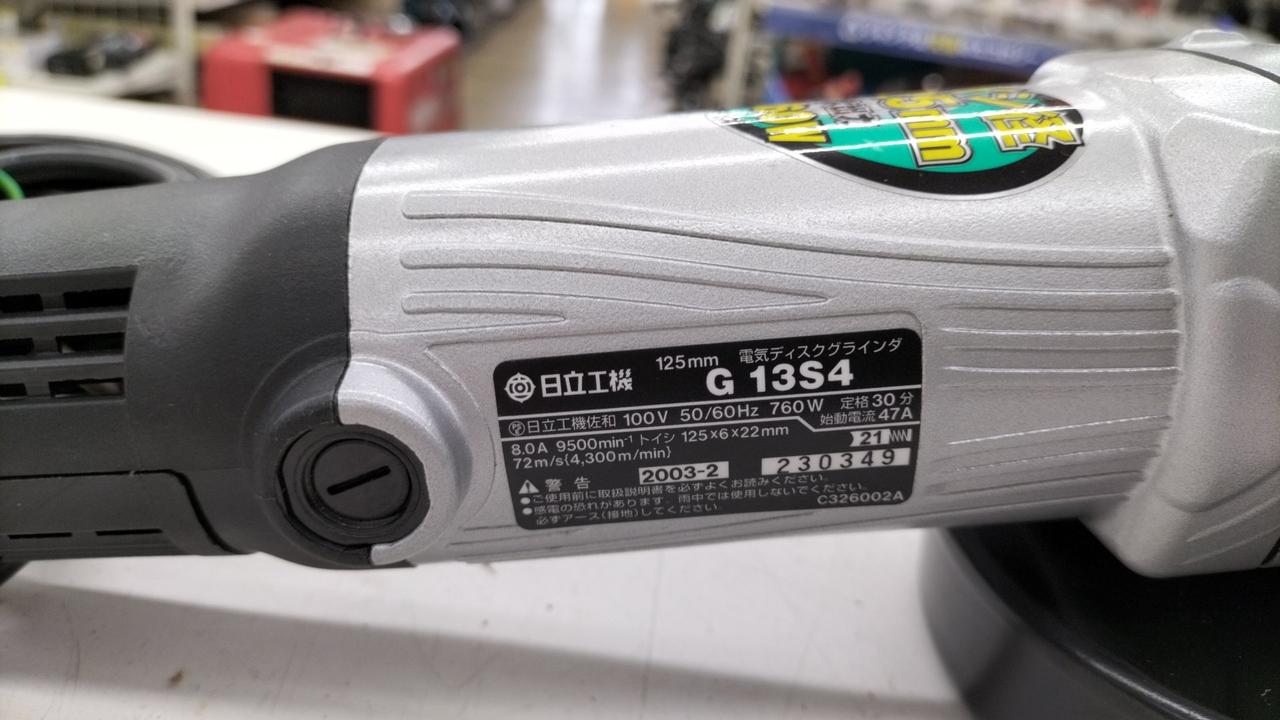 5mm
60W
125mm 電気ディスクグラインダ
日立工機 G 13S4
日立工機佐和 100V 50/60Hz 760W 定格30分
始動電流47A
8.0A 9500min⁻¹ トイシ 125×6×22mm
21
72m/s{4,300m/min}
2003-2 230349
警告
●ご使用前に取扱説明書を必ずよくお読みください。
●感電の恐れがあります。雨中では使用しないでください。
必ずアース(接地)してください。
C326002A